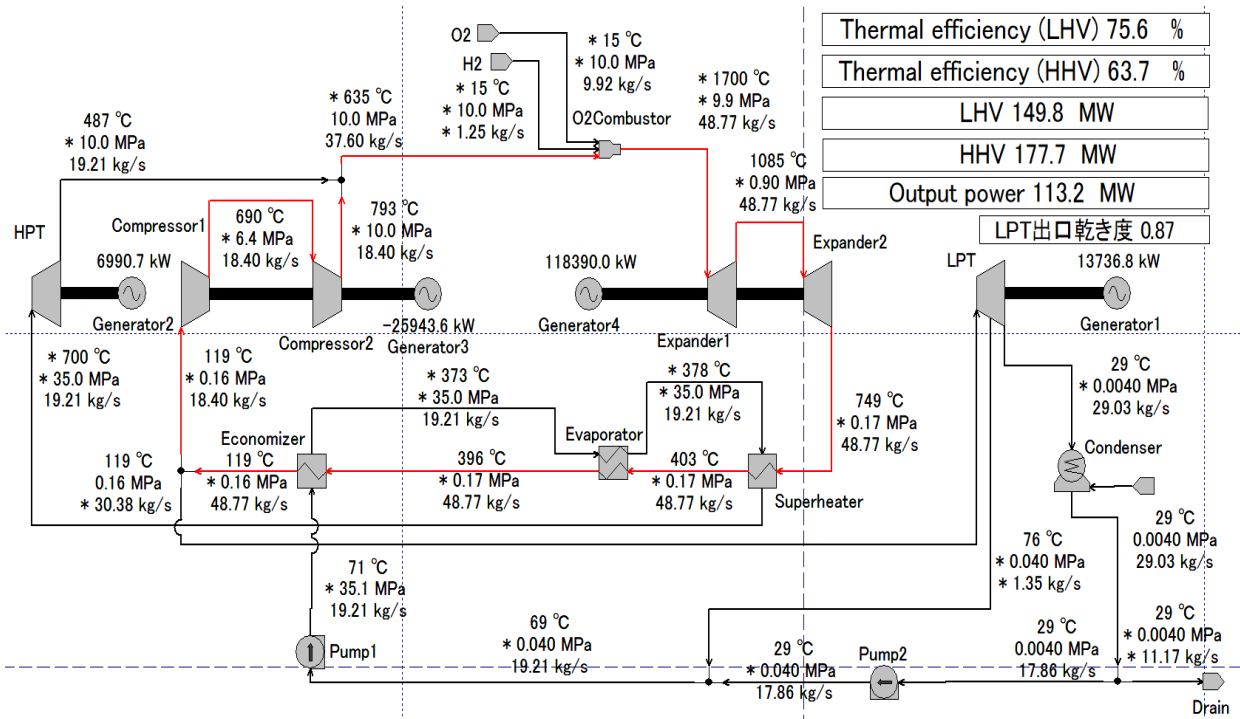 Thermal efficiency (LHV) 75.6 %
Thermal efficiency (HHV) 63.7 %
LHV 149.8 MW
HHV 177.7 MW
Output power 113.2 MW
LPT出口乾き度 0.87
O2
H2
* 15 ℃
* 10.0 MPa
9.92 kg/s
* 15 ℃
* 10.0 MPa
* 1.25 kg/s
O2Combustor
* 1700 ℃
* 9.9 MPa
48.77 kg/s
* 635 ℃
10.0 MPa
37.60 kg/s
487 ℃
* 10.0 MPa
19.21 kg/s
1085 ℃
* 0.90 MPa
48.77 kg/s
HPT
6990.7 kW
Generator2
Compressor1
690 ℃
* 6.4 MPa
18.40 kg/s
793 ℃
* 10.0 MPa
18.40 kg/s
Compressor2
-25943.6 kW
Generator3
118390.0 kW
Generator4
Expander1
Expander2
LPT
13736.8 kW
Generator1
* 700 ℃
* 35.0 MPa
19.21 kg/s
119 ℃
* 0.16 MPa
18.40 kg/s
* 373 ℃
* 35.0 MPa
19.21 kg/s
* 378 ℃
* 35.0 MPa
19.21 kg/s
749 ℃
* 0.17 MPa
48.77 kg/s
29 ℃
* 0.0040 MPa
29.03 kg/s
Economizer
Evaporator
Superheater
Condenser
119 ℃
0.16 MPa
* 30.38 kg/s
119 ℃
* 0.16 MPa
48.77 kg/s
396 ℃
* 0.17 MPa
48.77 kg/s
403 ℃
* 0.17 MPa
48.77 kg/s
29 ℃
0.0040 MPa
29.03 kg/s
76 ℃
* 0.040 MPa
* 1.35 kg/s
71 ℃
* 35.1 MPa
19.21 kg/s
Pump1
69 ℃
* 0.040 MPa
19.21 kg/s
29 ℃
* 0.040 MPa
17.86 kg/s
Pump2
29 ℃
0.0040 MPa
17.86 kg/s
29 ℃
* 0.0040 MPa
* 11.17 kg/s
Drain